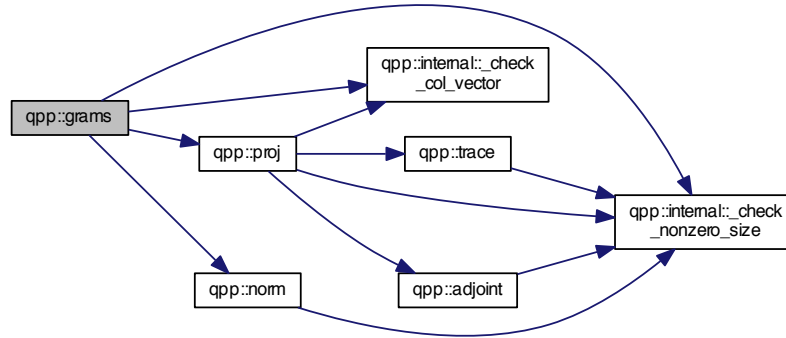 qpp::internal::_check
_col_vector
qpp::grams
qpp::proj
qpp::trace
qpp::internal::_check
_nonzero_size
qpp::norm
qpp::adjoint